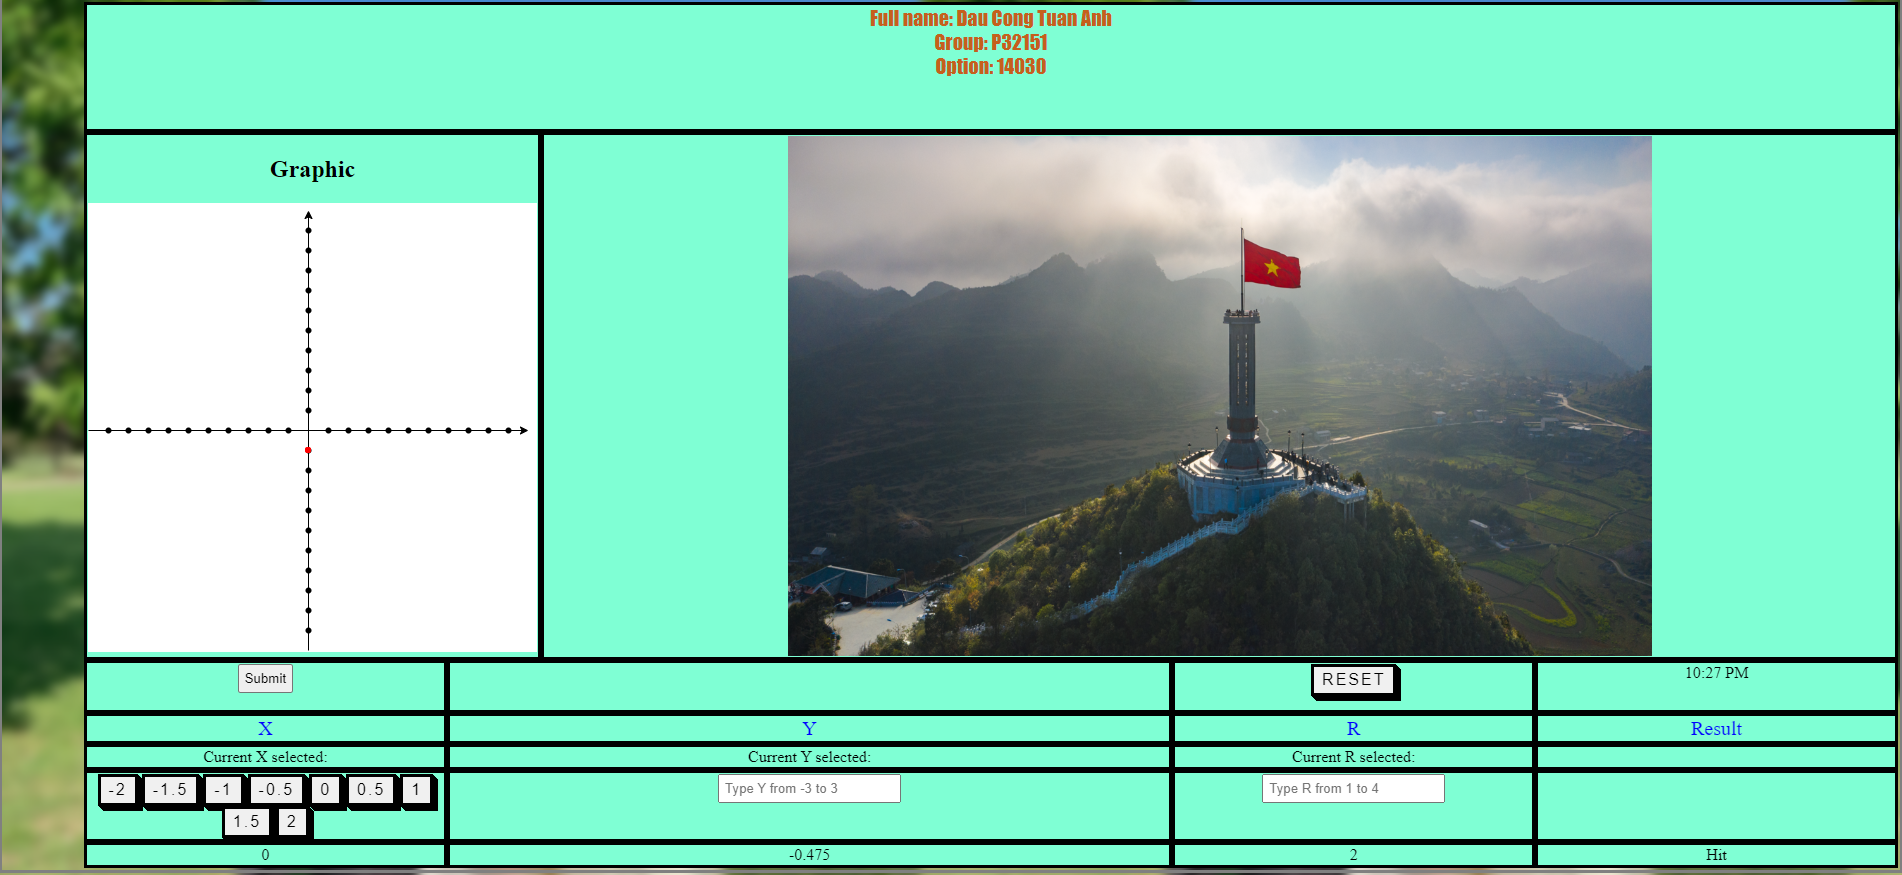 Full name: Dau Cong Tuan Anh
Group: P32151
Option: 14030
Graphic
Submit
RESET
10:27 PM
X
Y
R
Result
Current X selected:
Current Y selected:
Current R selected:
-2 -1.5 -1 -0.5 0 0.5 1
1.5 2
Type Y from -3 to 3
Type R from 1 to 4
0
-0.475
2
Hit